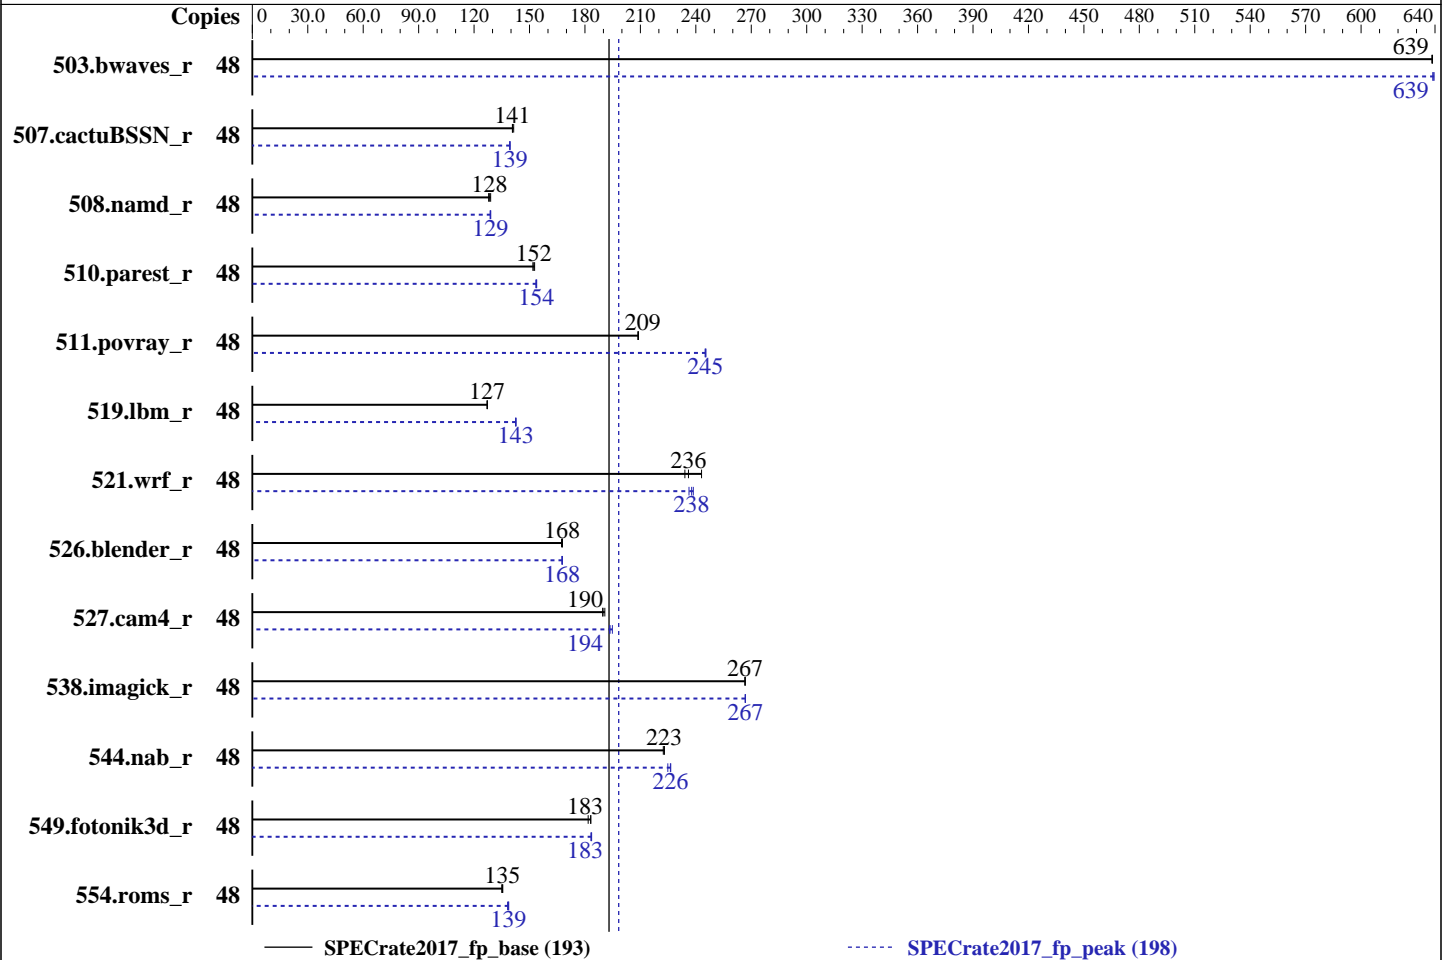 Copies 0 30.0 60.0 90.0 120 150 180 210 240 270 300 330 360 390 420 450 480 510 540 570 600 640
639
503.bwaves_r 48
639
141
507.cactuBSSN_r 48
139
128
508.namd_r 48
129
152
510.parest_r 48
154
209
511.povray_r 48
245
127
519.lbm_r 48
143
236
521.wrf_r 48
238
168
526.blender_r 48
168
190
527.cam4_r 48
194
267
538.imagick_r 48
267
223
544.nab_r 48
226
183
549.fotonik3d_r 48
183
135
554.roms_r 48
139
SPECrate2017_fp_base (193) SPECrate2017_fp_peak (198)